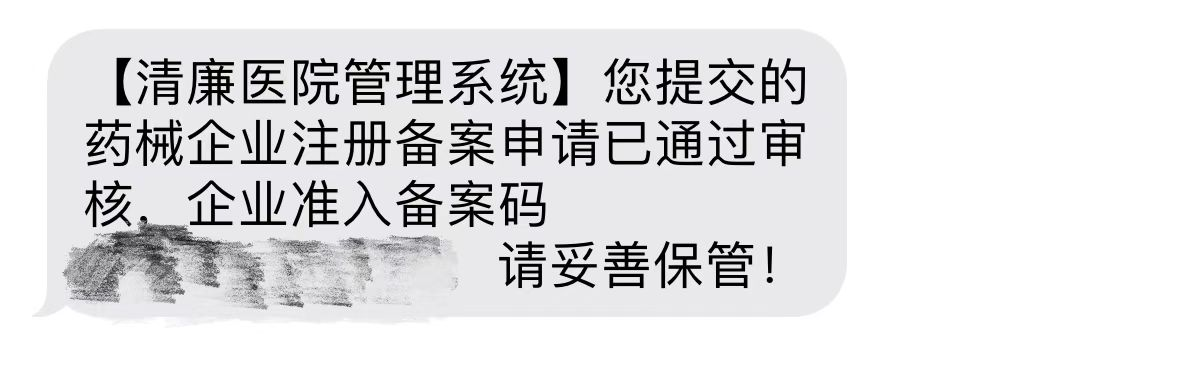 【清廉医院管理系统】您提交的
药械企业注册备案申请已通过审
核，企业准入备案码
请妥善保管！